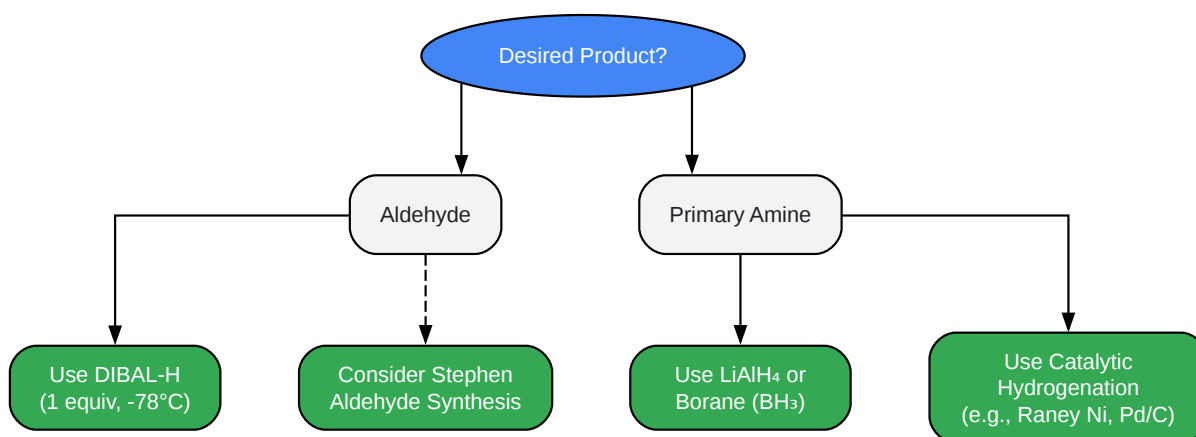 Desired Product?
Aldehyde
Primary Amine
Use DIBAL-H
(1 equiv, -78°C)
Consider Stephen
Aldehyde Synthesis
Use LiAlH₄ or
Borane (BH₃)
Use Catalytic
Hydrogenation
(e.g., Raney Ni, Pd/C)